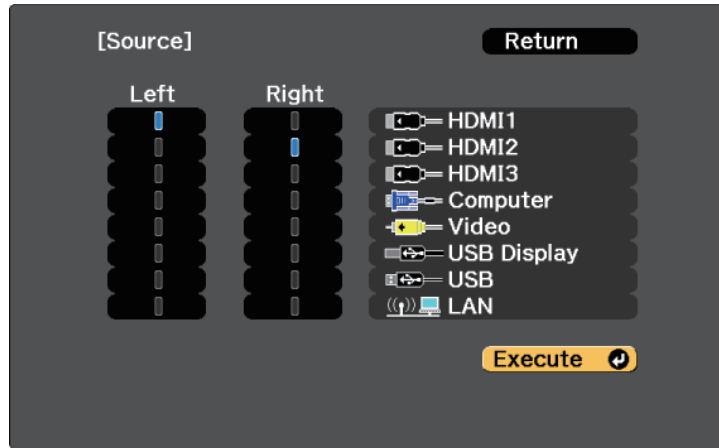 [Source] Return
Left Right
HDMI1
HDMI2
HDMI3
Computer
Video
USB Display
USB
LAN
Execute